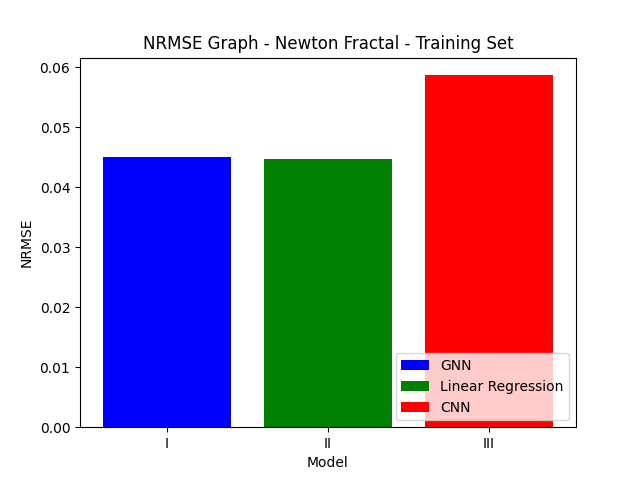 NRMSE Graph - Newton Fractal - Training Set
0.06
0.05
0.04
0.03
0.02
0.01
0.00
NRMSE
GNN
Linear Regression
CNN
I
II
III
Model